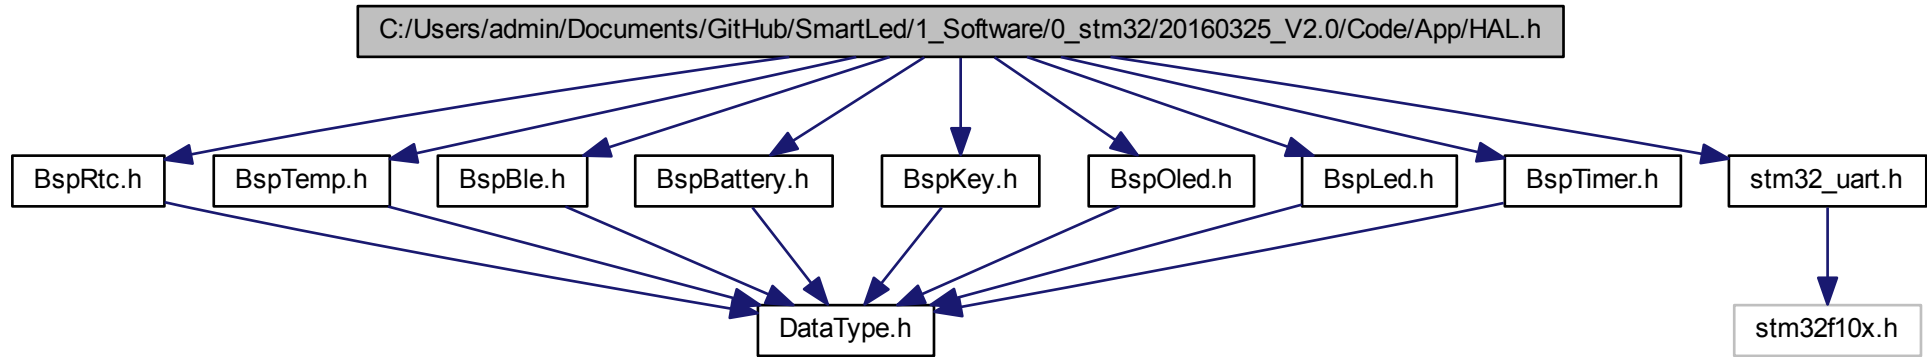 C:/Users/admin/Documents/GitHub/SmartLed/1_Software/0_stm32/20160325_V2.0/Code/App/HAL.h
BspRtc.h
BspTemp.h
BspBle.h
BspBattery.h
BspKey.h
BspOled.h
BspLed.h
BspTimer.h
stm32_uart.h
DataType.h
stm32f10x.h